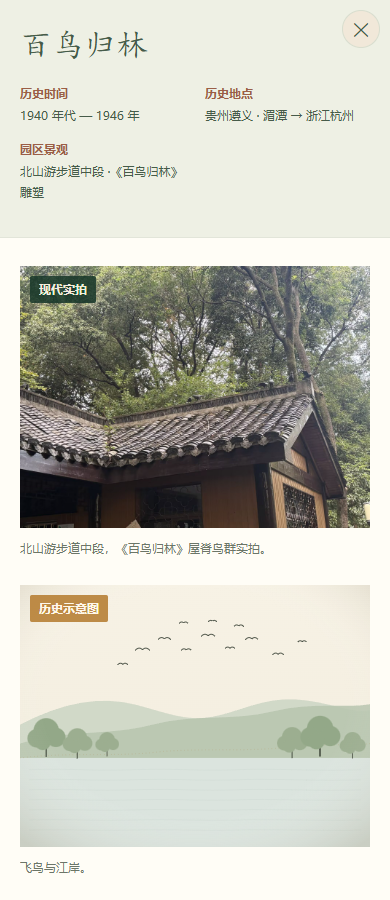 百鸟归林
历史时间
1940 年代 — 1946 年
历史地点
贵州遵义 · 湄潭 → 浙江杭州
园区景观
北山游步道中段 ·《百鸟归林》
雕塑
现代实拍
北山游步道中段，《百鸟归林》屋脊鸟群实拍。
历史示意图
飞鸟与江岸。